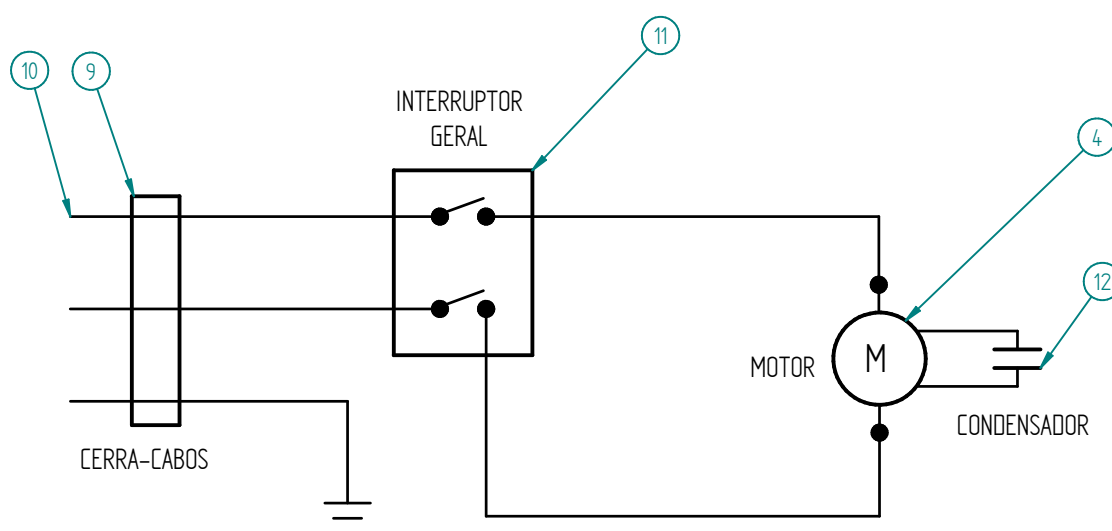 11
10
9
INTERRUPTOR
GERAL
4
12
MOTOR
M
CONDENSADOR
CERRA-CABOS